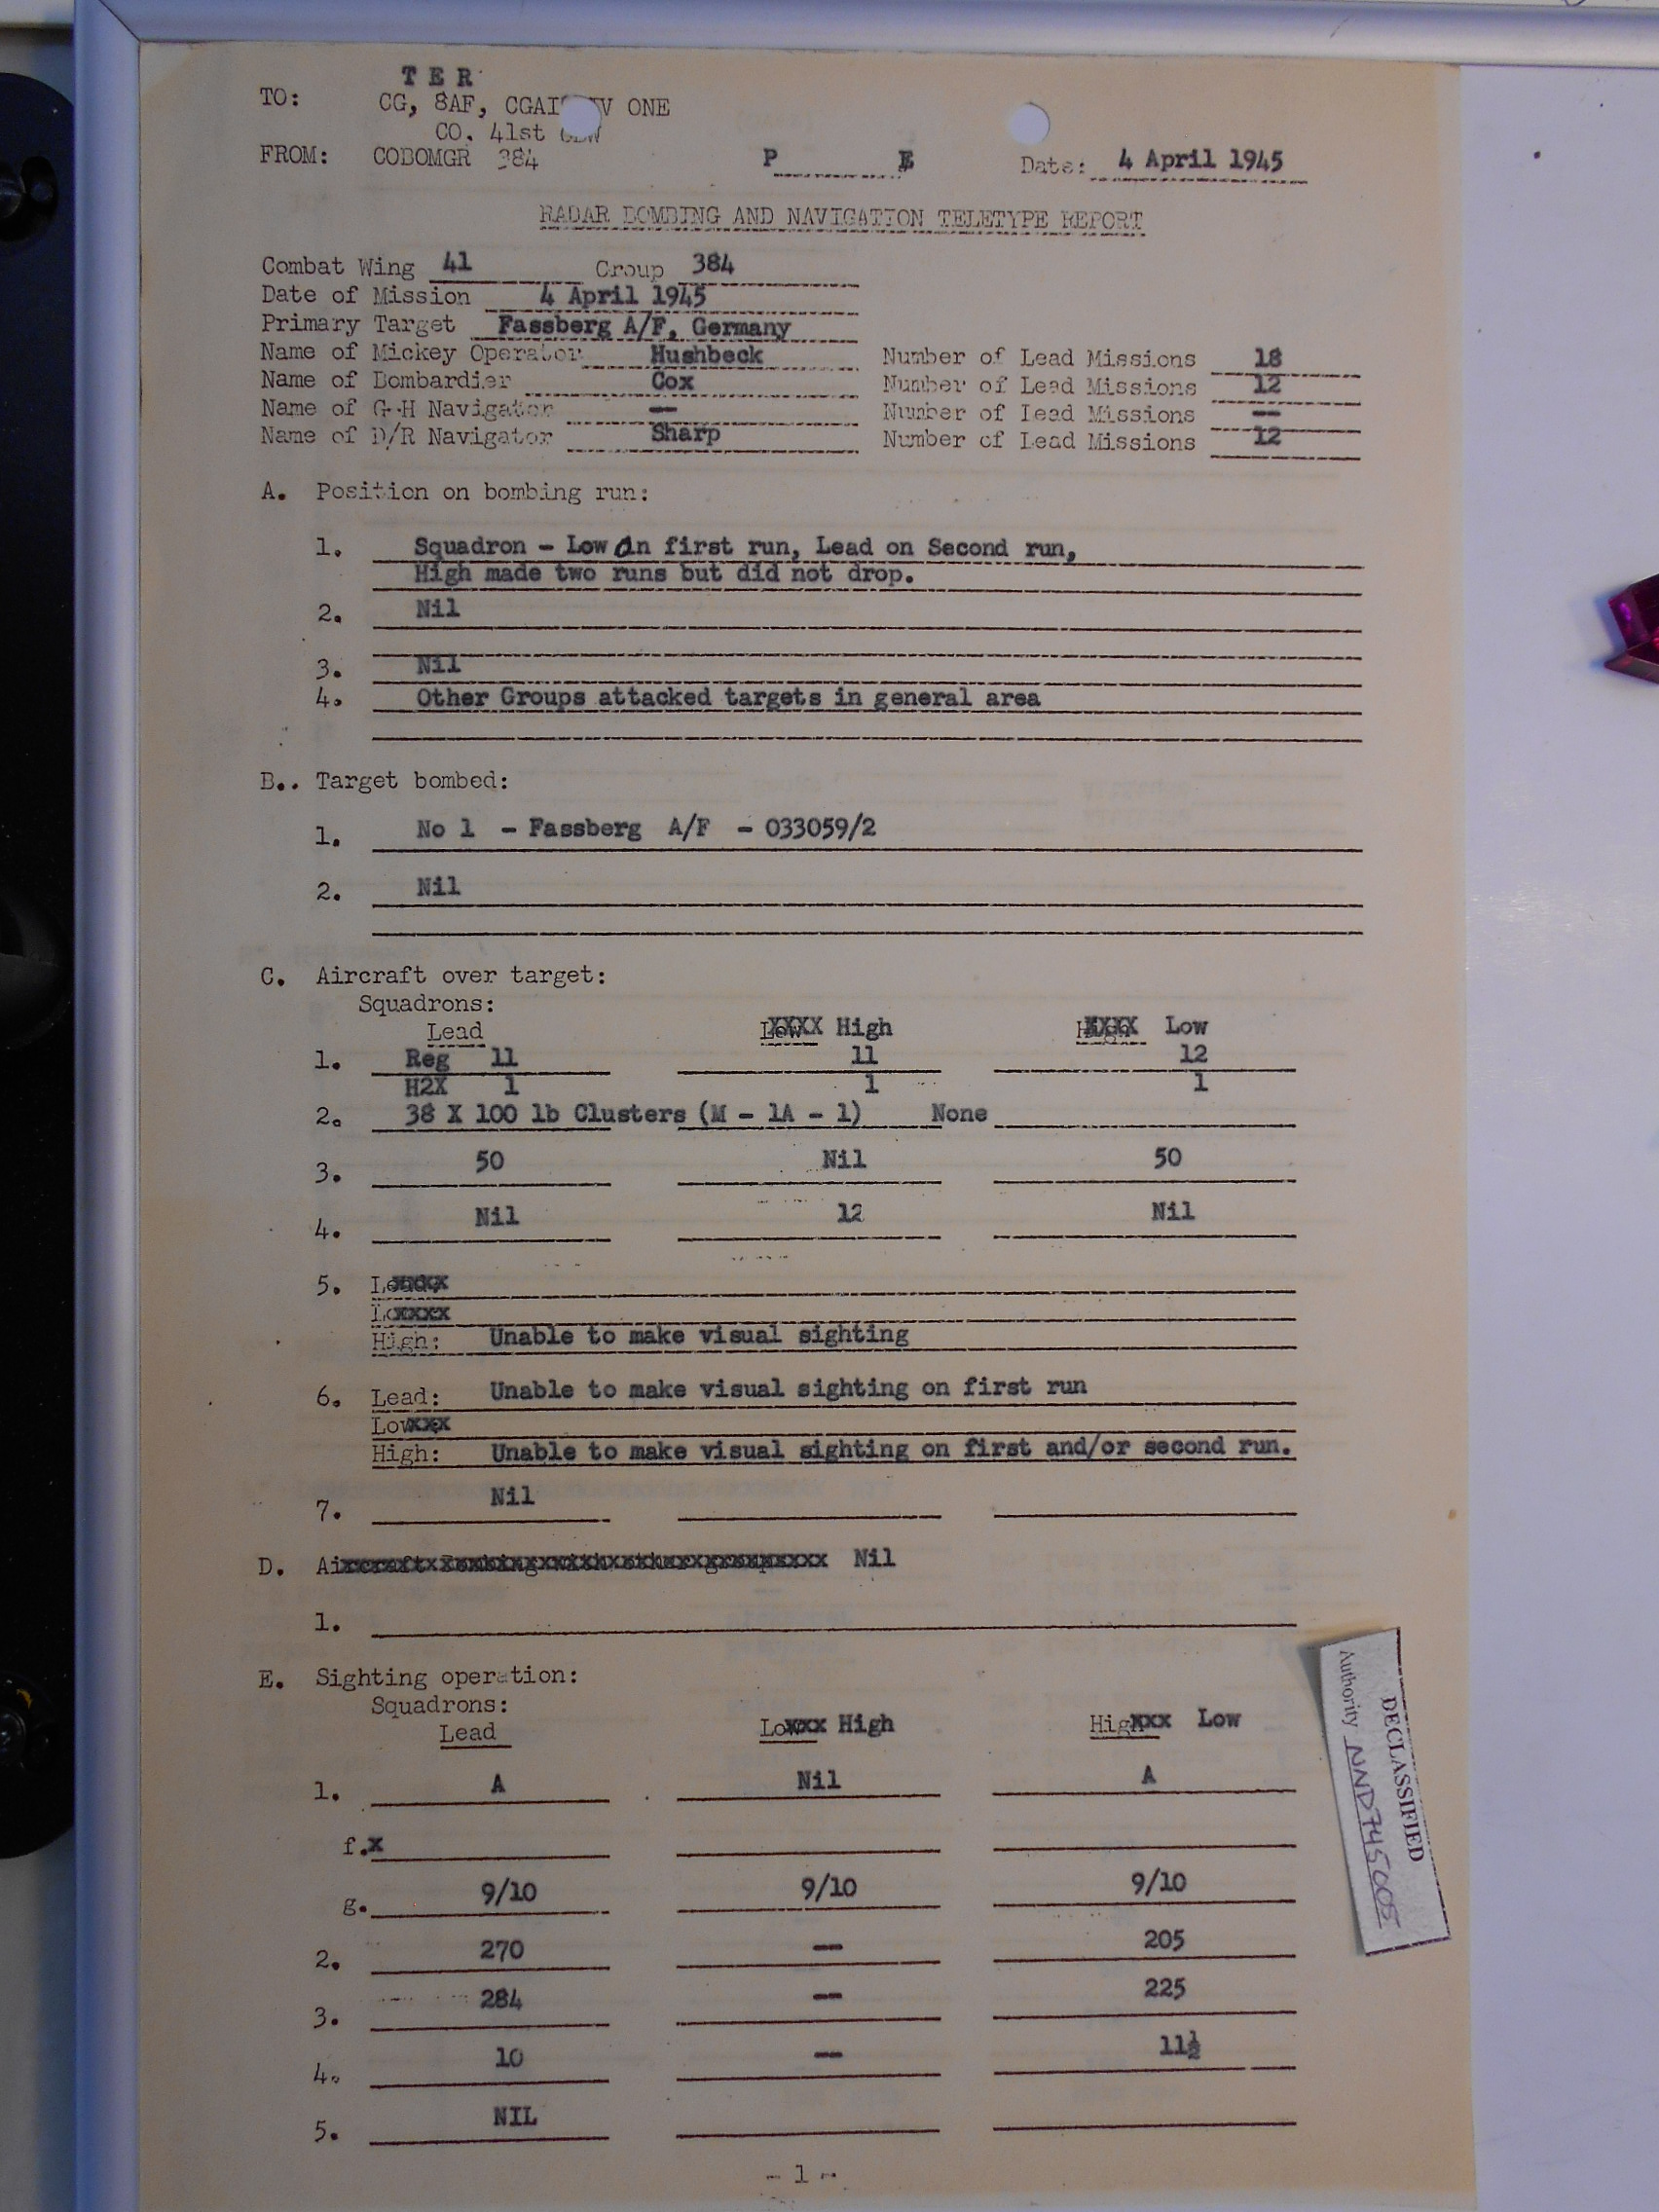 T E R
TO: CG, 8AF, ONE
CO. 41st
FROM: COBOMGR 384 P E Date: 4 April 1945
RADAR BOMBING AND NAVIGATION TELETYPE REPORT
Combat Wing 41 Group 384
Date of Mission 4 April 1945
Primary Target Fassberg A/F, Germany
Name of Mickey Operator Hushbeck Number of Lead Missions 18
Name of Bombardier Cox Number of Lead Missions 12
Name of G-H Navigator -- Number of Lead Missions --
Name of D/R Navigator Sharp Number of Lead Missions 12
A. Position on bombing run:
1. Squadron - Low On first run, Lead on Second run,
High made two runs but did not drop.
2. Nil
3. Nil
4. Other Groups attacked targets in general area
B.. Target bombed:
1. No 1 - Fassberg A/F - 033059/2
2. Nil
C. Aircraft over target:
Squadrons:
Lead Low XXXX High High XXXX Low
1. Reg 11 11 12
H2X 1 1 1
2. 38 X 100 lb Clusters (M - 1A - 1) None
3. 50 Nil 50
4. Nil 12 Nil
5. Lexxxx
Loxxxx
High: Unable to make visual sighting
6. Lead: Unable to make visual sighting on first run
Lowxxx
High: Unable to make visual sighting on first and/or second run.
7. Nil
D. Nil
1.
E. Sighting operation:
Squadrons:
Lead Lowxxx High Highxxx Low
1. A Nil A
f.x
g. 9/10 9/10 9/10
2. 270 -- 205
3. 284 -- 225
4. 10 -- 11½
5. NIL
- 1 -
DECLASSIFIED
Authority NND745005